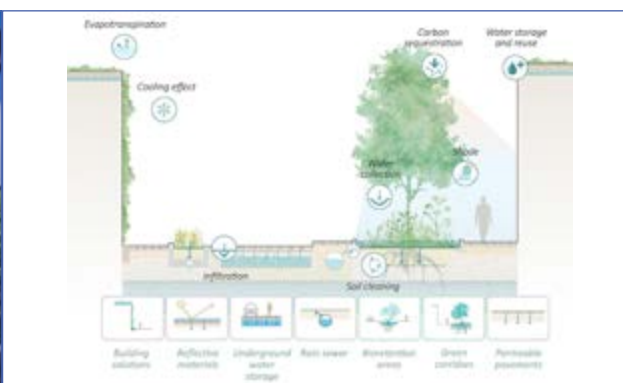 Evapotranspiration
Carbon
sequestration
Water storage
and reuse
Cooling effect
Water
collection
Shade
Infiltration
Soil cleaning
Building
solutions
Reflective
materials
Underground
water
storage
Rain sewer
Bioretention
areas
Green
corridors
Permeable
pavements